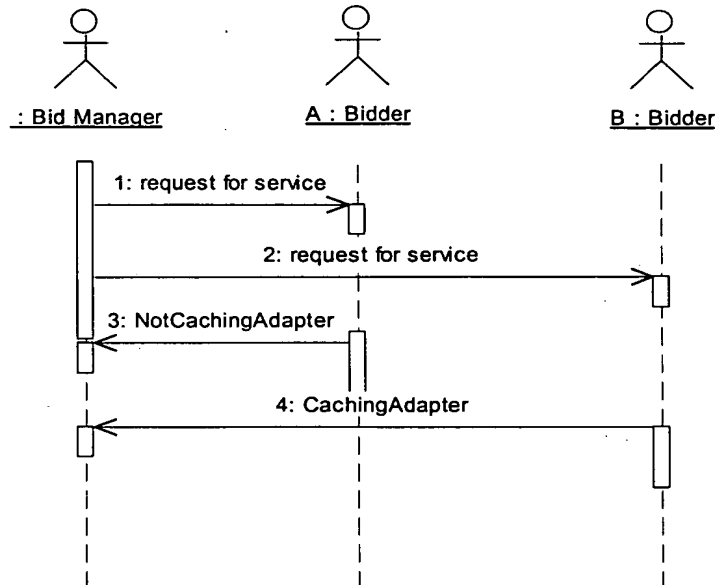 : Bid Manager
A : Bidder
B : Bidder
1: request for service
2: request for service
3: NotCachingAdapter
4: CachingAdapter